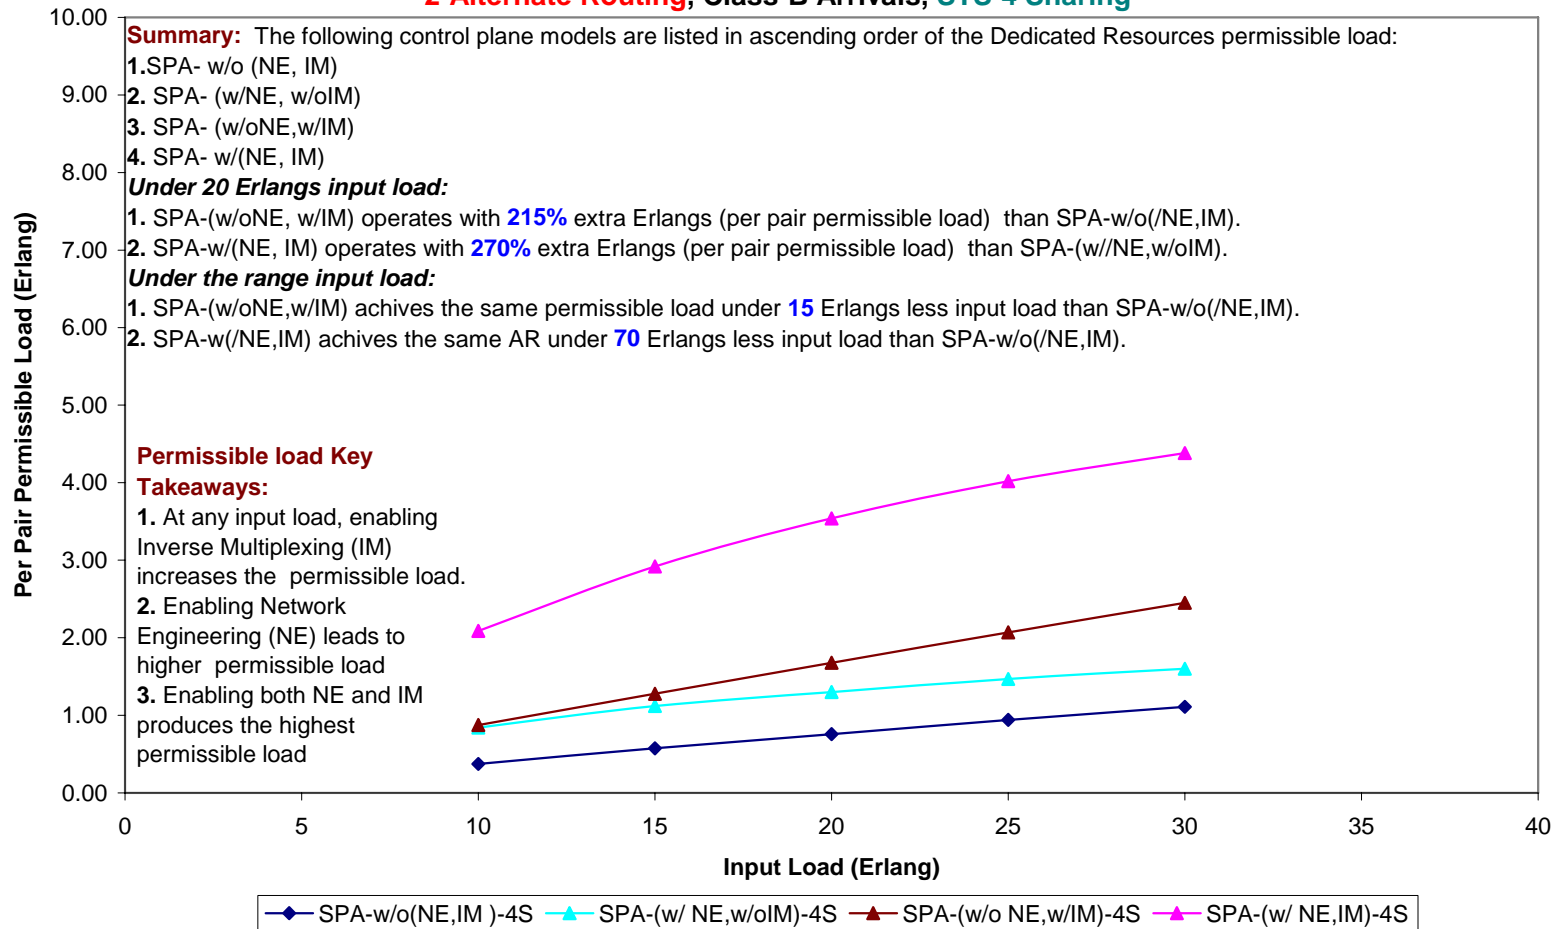 2-Alternate Routing, Class-B Arrivals, STS-4 Sharing
Summary: The following control plane models are listed in ascending order of the Dedicated Resources permissible load:
1.SPA- w/o (NE, IM)
2. SPA- (w/NE, w/oIM)
3. SPA- (w/oNE,w/IM)
4. SPA- w/(NE, IM)
Under 20 Erlangs input load:
1. SPA-(w/oNE, w/IM) operates with 215% extra Erlangs (per pair permissible load) than SPA-w/o(/NE,IM).
2. SPA-w/(NE, IM) operates with 270% extra Erlangs (per pair permissible load) than SPA-(w//NE,w/oIM).
Under the range input load:
1. SPA-(w/oNE,w/IM) achives the same permissible load under 15 Erlangs less input load than SPA-w/o(/NE,IM).
2. SPA-w(/NE,IM) achives the same AR under 70 Erlangs less input load than SPA-w/o(/NE,IM).
Permissible load Key
Takeaways:
1. At any input load, enabling
Inverse Multiplexing (IM)
increases the permissible load.
2. Enabling Network
Engineering (NE) leads to
higher permissible load
3. Enabling both NE and IM
produces the highest
permissible load
Per Pair Permissible Load (Erlang)
10.00
9.00
8.00
7.00
6.00
5.00
4.00
3.00
2.00
1.00
0.00
0 5 10 15 20 25 30 35 40
Input Load (Erlang)
SPA-w/o(NE,IM )-4S SPA-(w/ NE,w/oIM)-4S SPA-(w/o NE,w/IM)-4S SPA-(w/ NE,IM)-4S